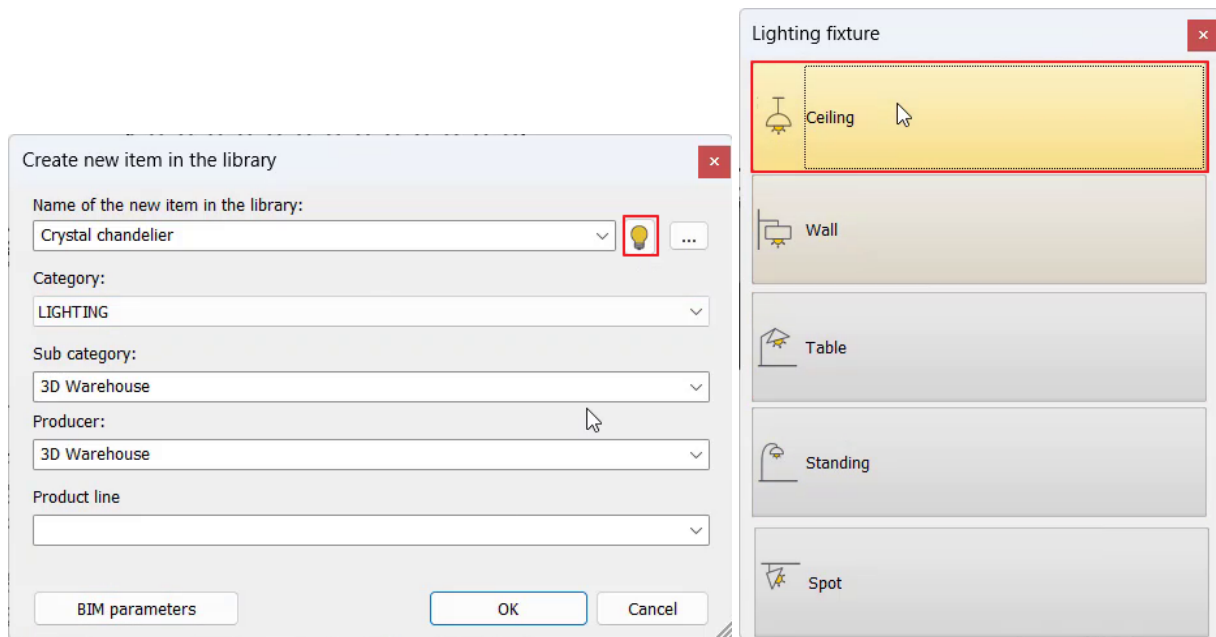 Create new item in the library
Name of the new item in the library:
Crystal chandelier
...
Category:
LIGHTING
Sub category:
3D Warehouse
Producer:
3D Warehouse
Product line
BIM parameters
OK
Cancel
Lighting fixture
Ceiling
Wall
Table
Standing
Spot